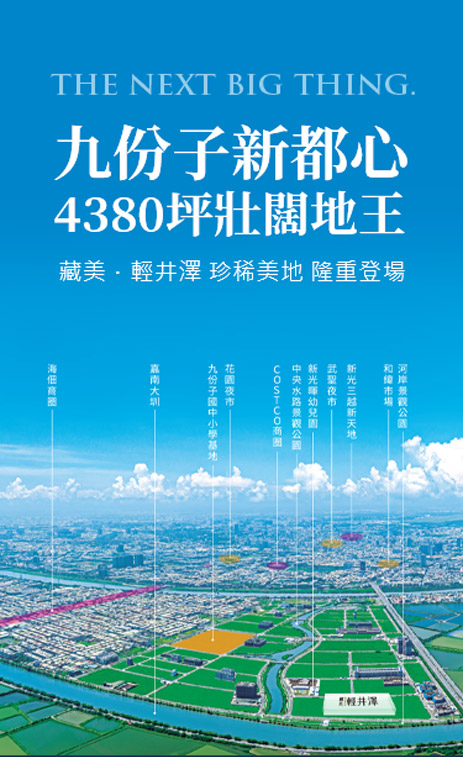 THE NEXT BIG THING.
九份子新都心
4380坪壯闊地王
藏美．輕井澤 珍稀美地 隆重登場
海佃商圈
嘉南大圳
九份子國中小學基地
花園夜市
COSTCO商圈
中央水路景觀公園
新光暉幼兒園
武聖夜市
新光三越新天地
和緯市場
河岸景觀公園
輕井澤